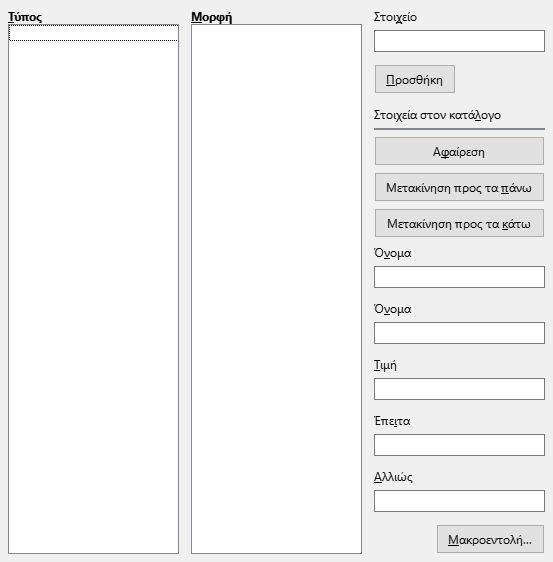 Τύπος
Μορφή
Στοιχείο
Προσθήκη
Στοιχεία στον κατάλογο
Αφαίρεση
Μετακίνηση προς τα πάνω
Μετακίνηση προς τα κάτω
Όνομα
Όνομα
Τιμή
Έπειτα
Αλλιώς
Μακροεντολή...